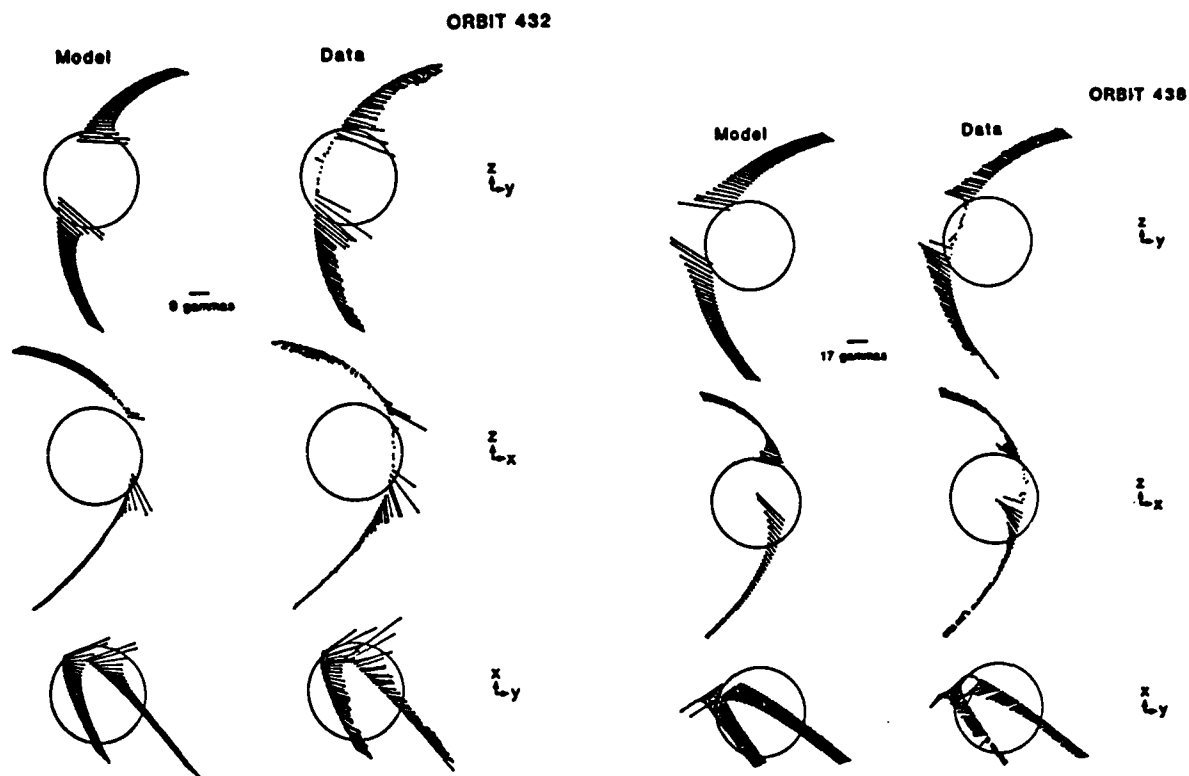 ORBIT 432
Model Data
z
y
9 gammas
z
x
x
y
ORBIT 438
Model Data
z
y
17 gammas
z
x
x
y